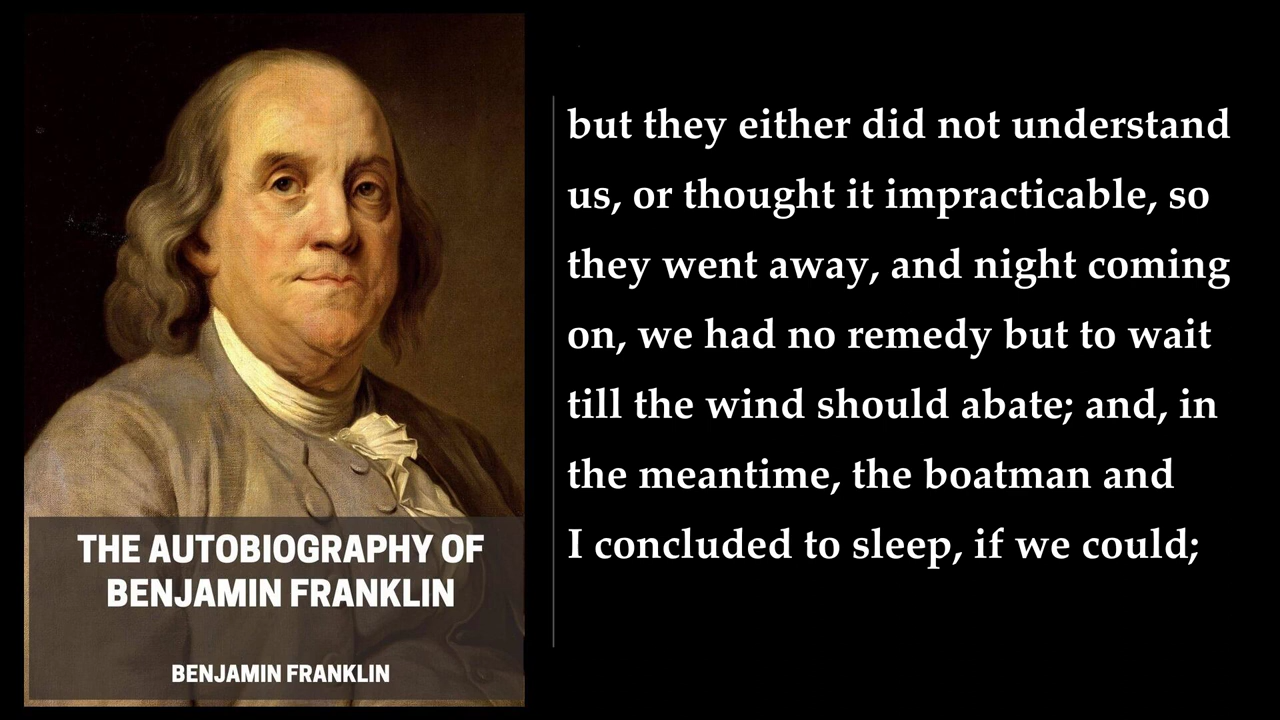 THE AUTOBIOGRAPHY OF
BENJAMIN FRANKLIN
BENJAMIN FRANKLIN
but they either did not understand
us, or thought it impracticable, so
they went away, and night coming
on, we had no remedy but to wait
till the wind should abate; and, in
the meantime, the boatman and
I concluded to sleep, if we could;